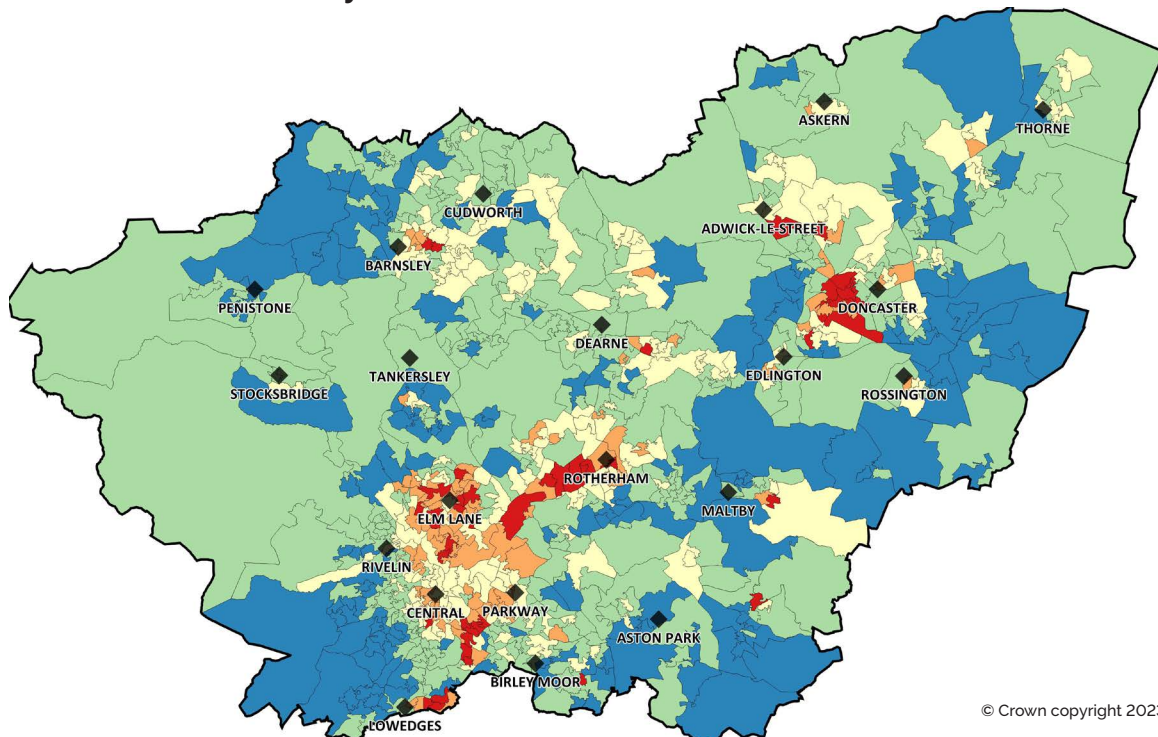 ASKERN
THORNE
CUDWORTH
ADWICK-LE-STREET
BARNSLEY
PENISTONE
DONCASTER
DEARNE
TANKERSLEY
EDLINGTON
STOCKSBRIDGE
ROSSINGTON
ROTHERHAM
MALTBY
ELM LANE
RIVELIN
CENTRAL
PARKWAY
ASTON PARK
BIRLEY MOOR
LOWEDGES
© Crown copyright 2023